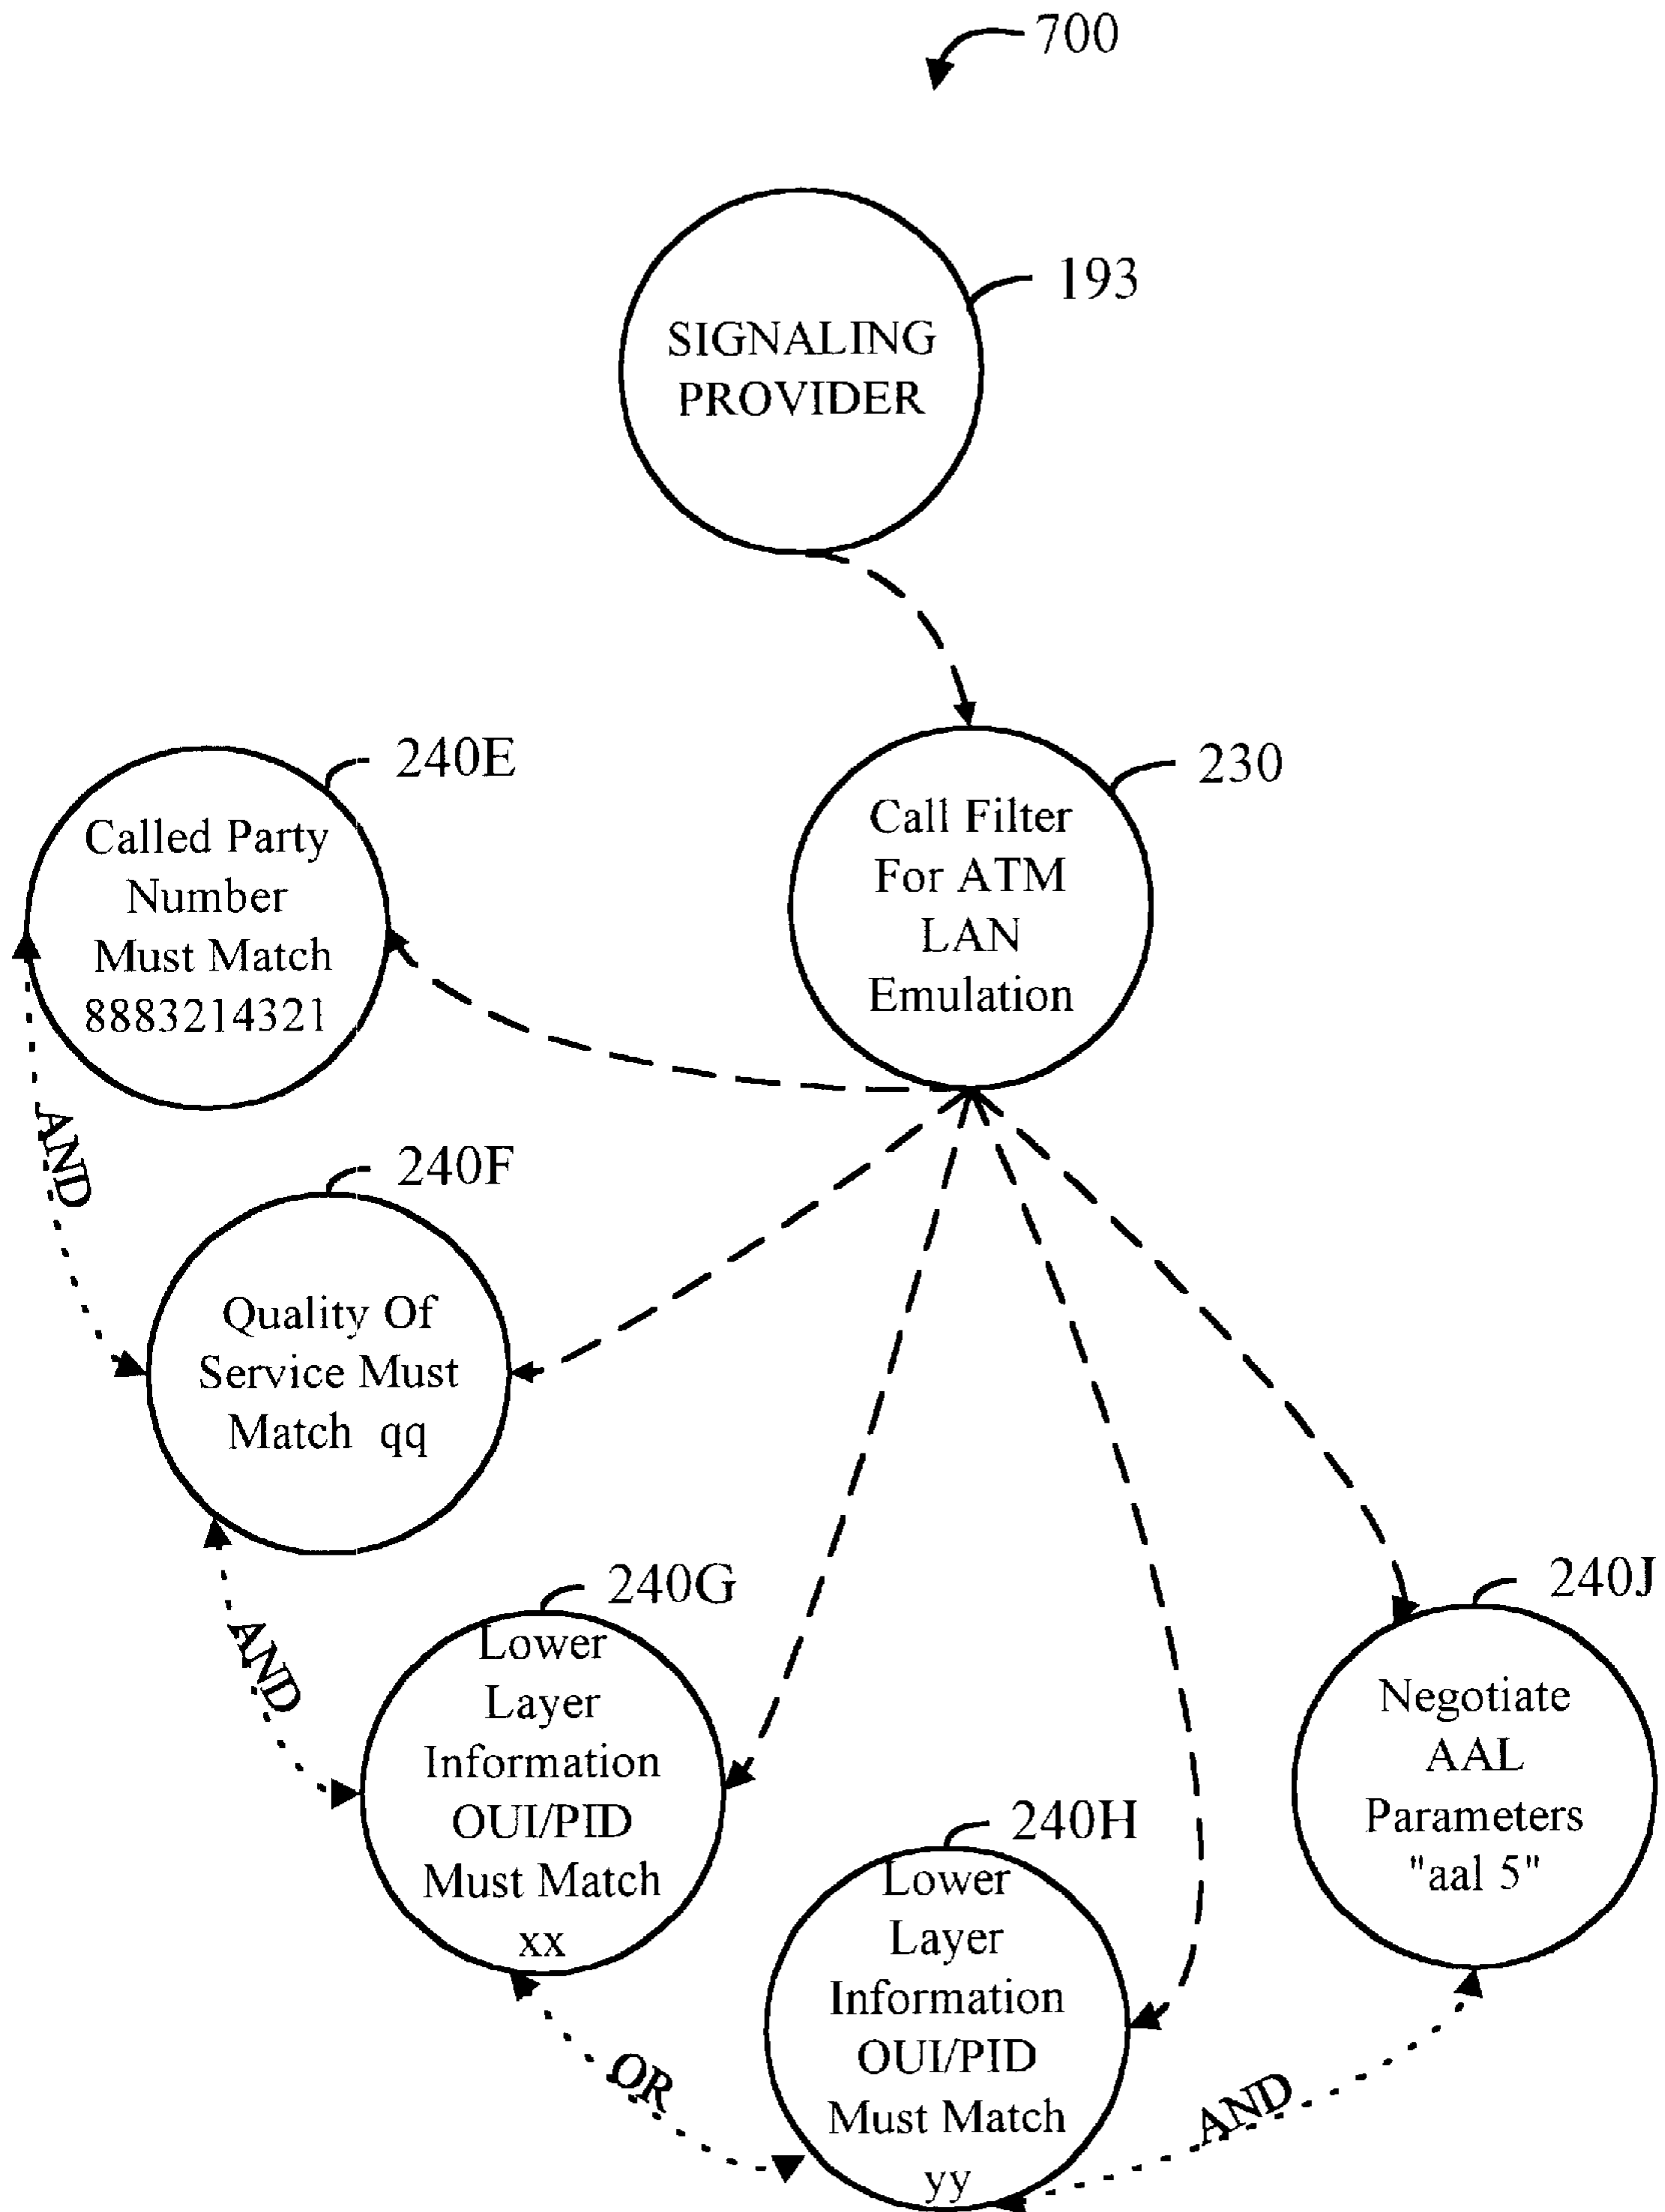 700
193
SIGNALING
PROVIDER
240E
Called Party
Number
Must Match
8883214321
230
Call Filter
For ATM
LAN
Emulation
AND
240F
Quality Of
Service Must
Match qq
AND
240G
Lower
Layer
Information
OUI/PID
Must Match
xx
240J
Negotiate
AAL
Parameters
"aal 5"
240H
Lower
Layer
Information
OUI/PID
Must Match
yy
OR
AND